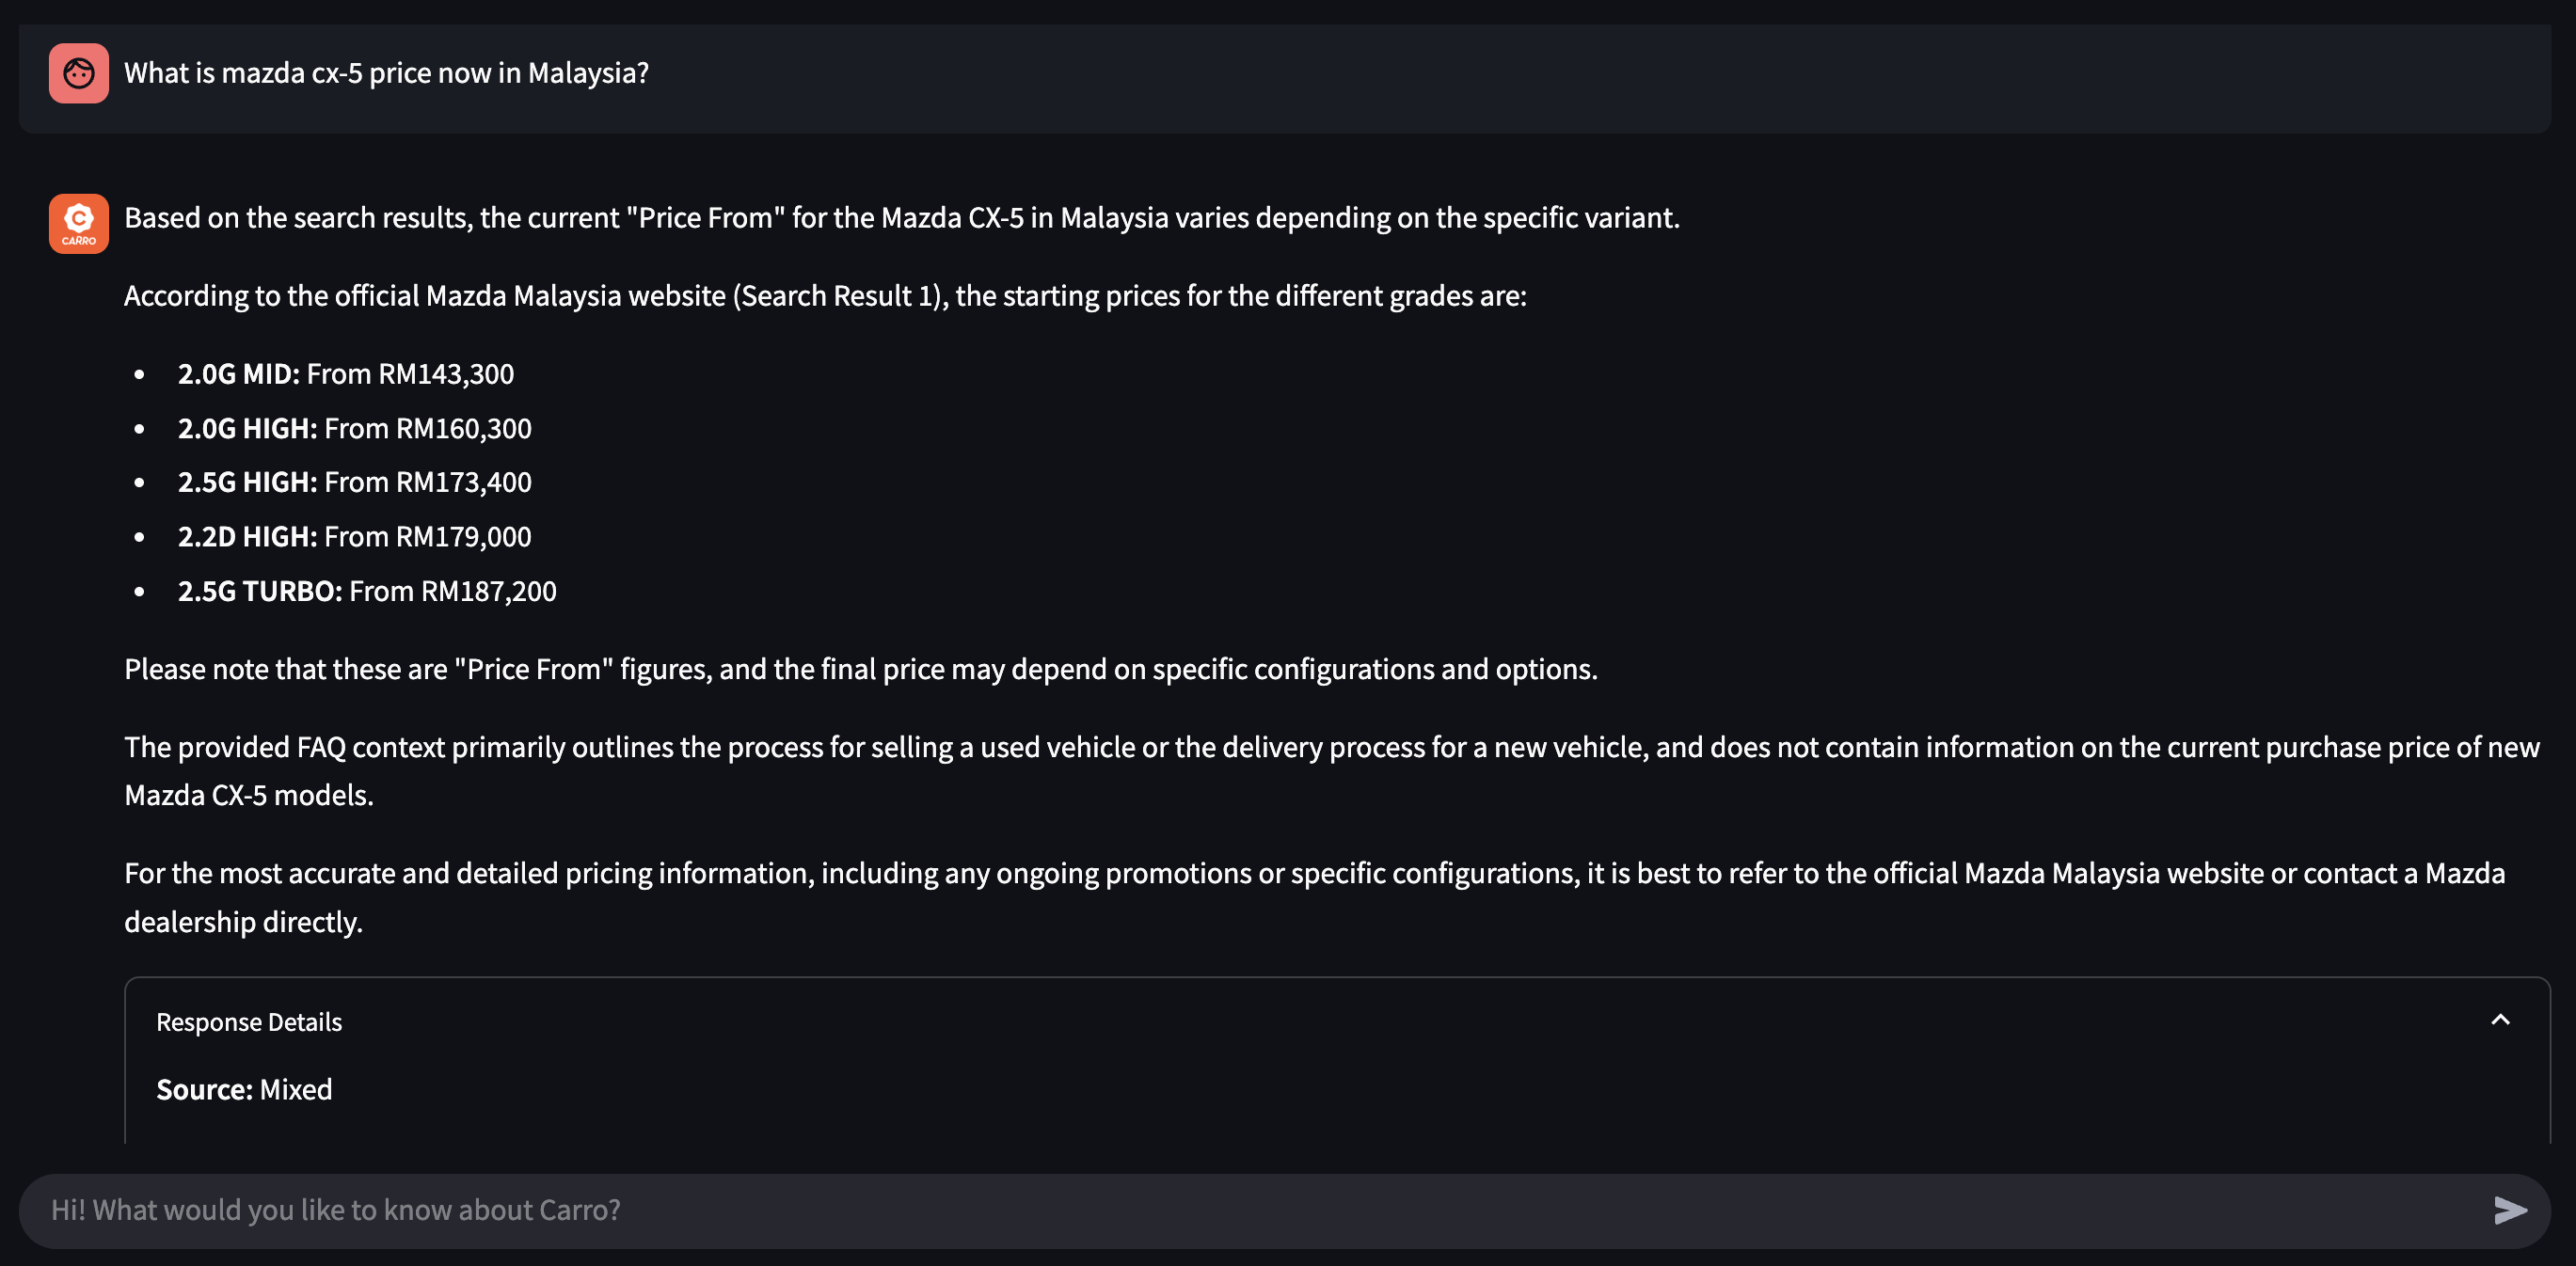 What is mazda cx-5 price now in Malaysia?
CARRO
Based on the search results, the current "Price From" for the Mazda CX-5 in Malaysia varies depending on the specific variant.
According to the official Mazda Malaysia website (Search Result 1), the starting prices for the different grades are:
• 2.0G MID: From RM143,300
• 2.0G HIGH: From RM160,300
• 2.5G HIGH: From RM173,400
• 2.2D HIGH: From RM179,000
• 2.5G TURBO: From RM187,200
Please note that these are "Price From" figures, and the final price may depend on specific configurations and options.
The provided FAQ context primarily outlines the process for selling a used vehicle or the delivery process for a new vehicle, and does not contain information on the current purchase price of new
Mazda CX-5 models.
For the most accurate and detailed pricing information, including any ongoing promotions or specific configurations, it is best to refer to the official Mazda Malaysia website or contact a Mazda
dealership directly.
Response Details
Source: Mixed
Hi! What would you like to know about Carro?